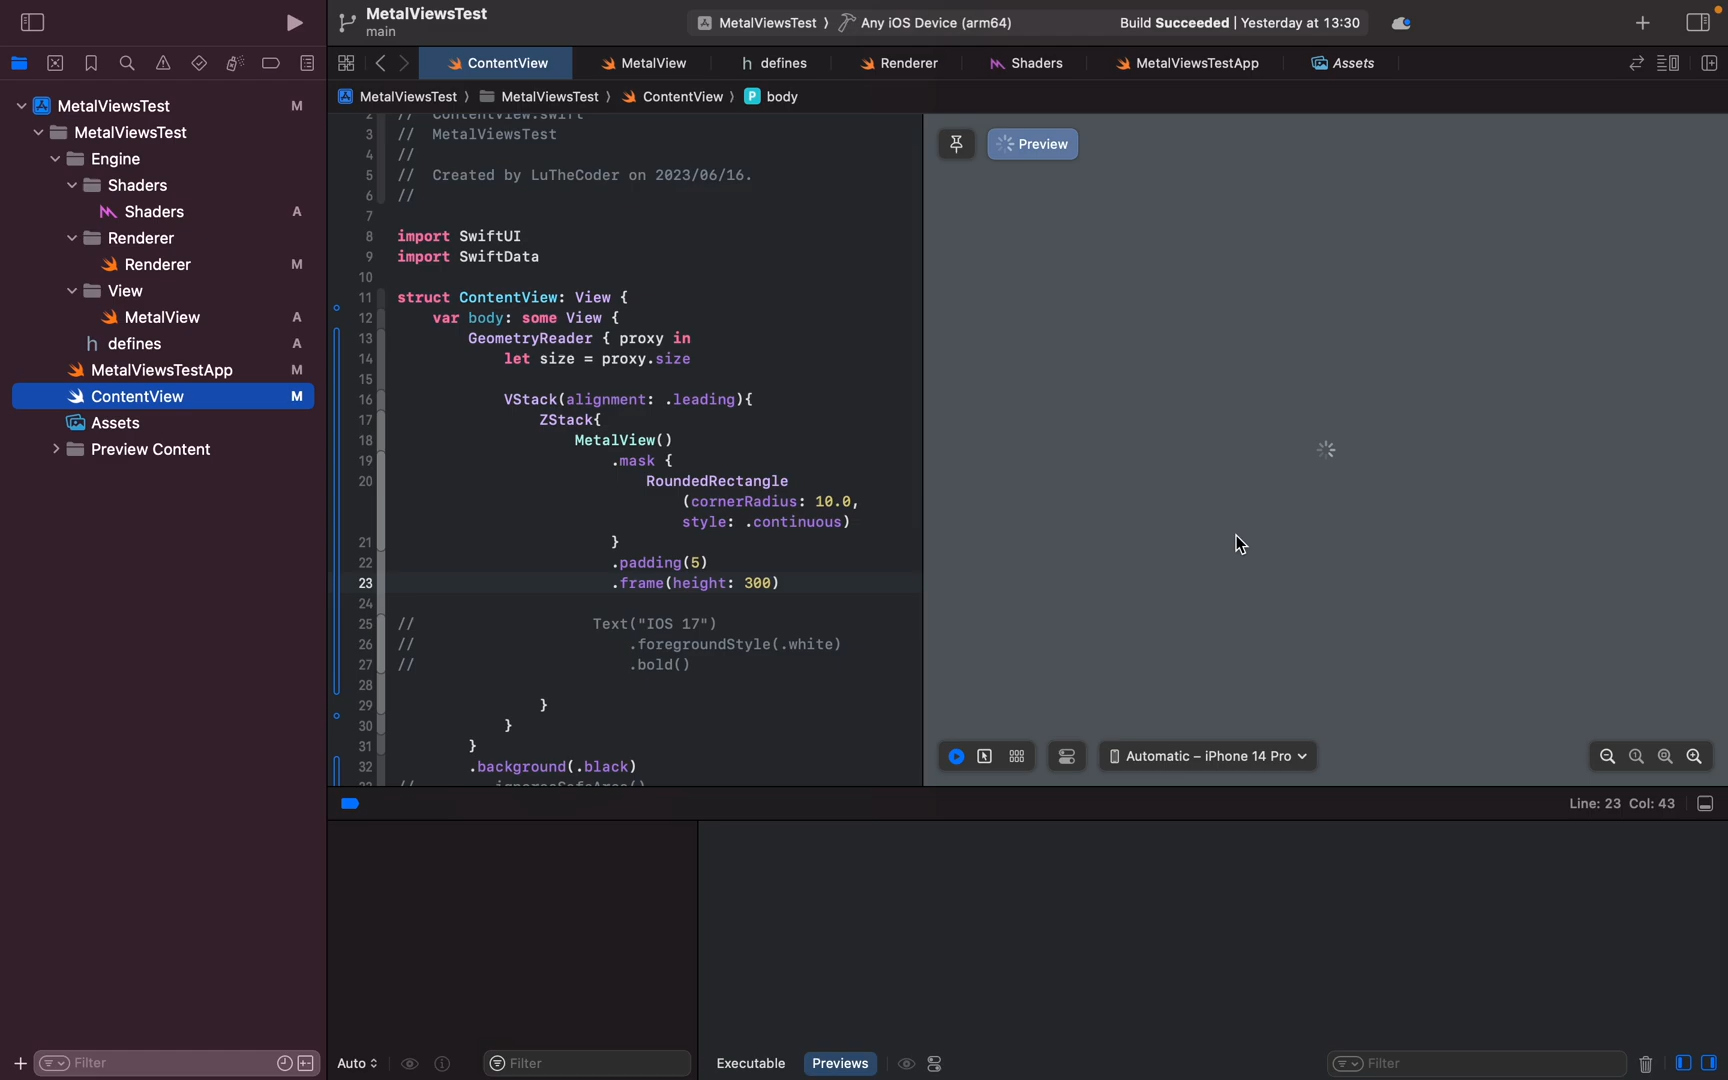 MetalViewsTest
main
MetalViewsTest 〉 Any iOS Device (arm64)
Build Succeeded | Yesterday at 13:30
ContentView
MetalView
h defines
Renderer
Shaders
MetalViewsTestApp
Assets
MetalViewsTest 〉 MetalViewsTest 〉 ContentView 〉 P body
MetalViewsTest M
MetalViewsTest
Engine
Shaders
Shaders A
Renderer
Renderer M
View
MetalView A
h defines A
MetalViewsTestApp M
ContentView M
Assets
Preview Content
Filter
2 // ContentView.swift
3 // MetalViewsTest
4 //
5 // Created by LuTheCoder on 2023/06/16.
6 //
7
8 import SwiftUI
9 import SwiftData
10
11 struct ContentView: View {
12 var body: some View {
13 GeometryReader { proxy in
14 let size = proxy.size
15
16 VStack(alignment: .leading){
17 ZStack{
18 MetalView()
19 .mask {
20 RoundedRectangle
(cornerRadius: 10.0,
style: .continuous)
21 }
22 .padding(5)
23 .frame(height: 300)
24
25 // Text("IOS 17")
26 // .foregroundStyle(.white)
27 // .bold()
28
29 }
30 }
31 }
32 .background(.black)
33 // .ignoresSafeArea()
Preview
Automatic – iPhone 14 Pro
Line: 23 Col: 43
Auto
Filter
Executable
Previews
Filter